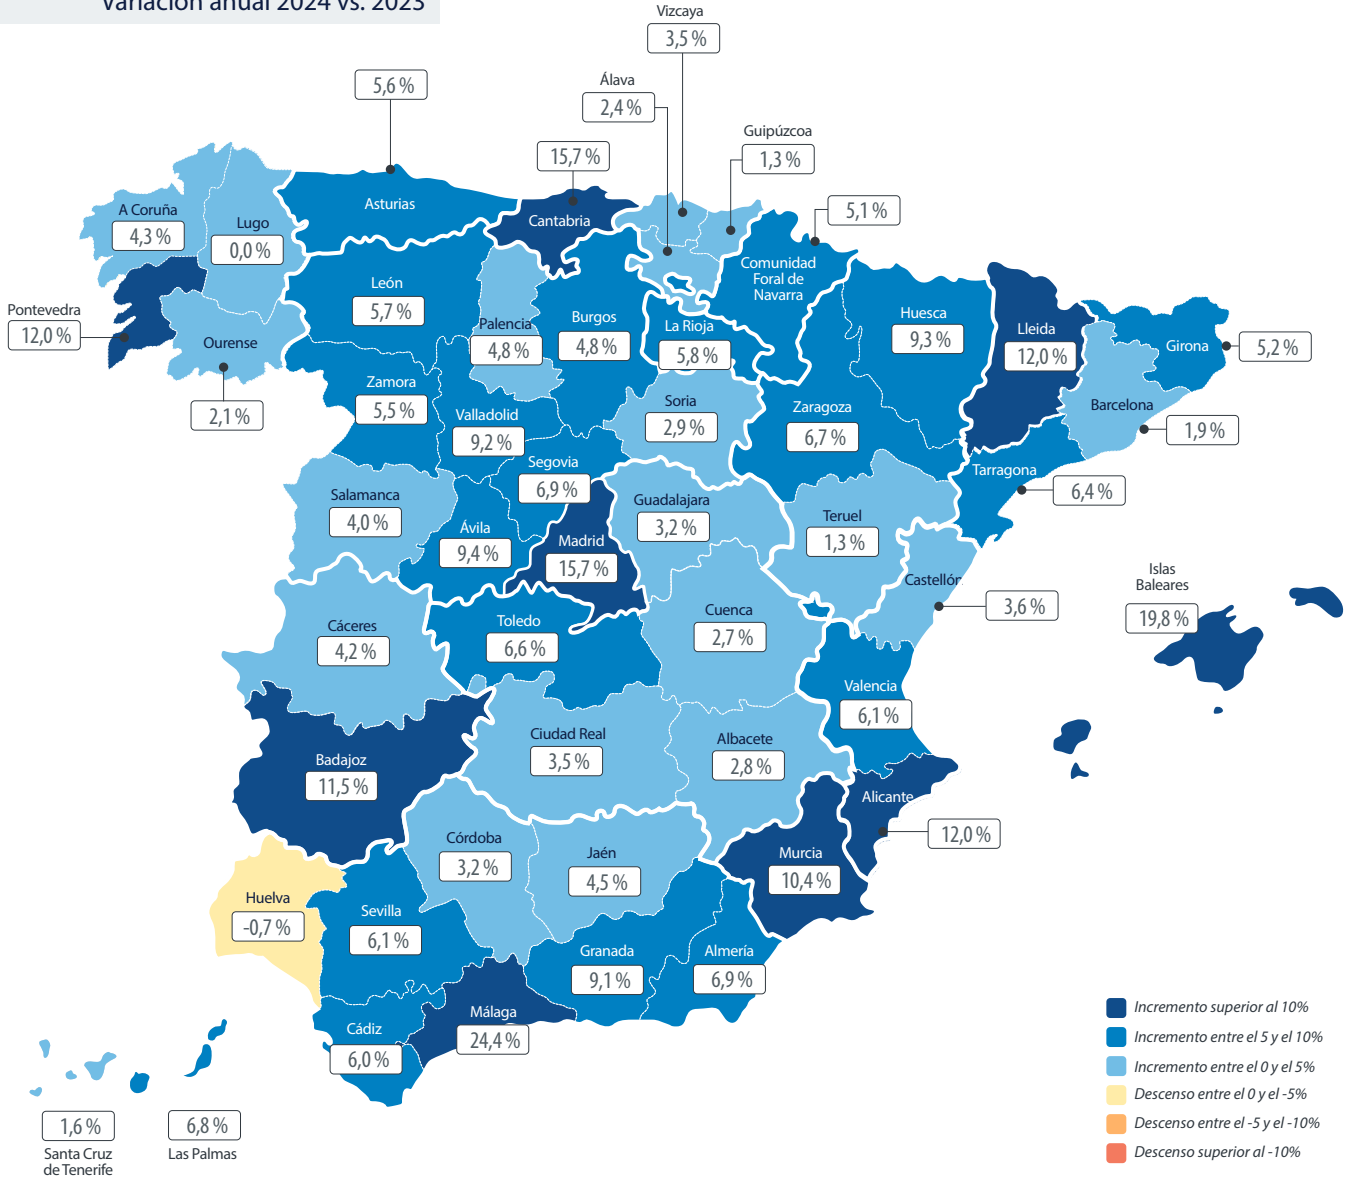 Variación anual 2024 vs. 2023
Vizcaya
3,5 %
5,6 %
Álava
2,4 %
Guipúzcoa
1,3 %
15,7 %
Cantabria
5,1 %
Asturias
A Coruña
4,3 %
Lugo
0,0 %
Comunidad
Foral de
Navarra
León
5,7 %
Pontevedra
12,0 %
Ourense
2,1 %
Palencia
4,8 %
Burgos
4,8 %
La Rioja
5,8 %
Huesca
9,3 %
Lleida
12,0 %
Girona
5,2 %
Zamora
5,5 %
Valladolid
9,2 %
Soria
2,9 %
Zaragoza
6,7 %
Barcelona
1,9 %
Segovia
6,9 %
Tarragona
6,4 %
Salamanca
4,0 %
Ávila
9,4 %
Madrid
15,7 %
Guadalajara
3,2 %
Teruel
1,3 %
Castellón
3,6 %
Islas
Baleares
19,8 %
Cáceres
4,2 %
Toledo
6,6 %
Cuenca
2,7 %
Valencia
6,1 %
Badajoz
11,5 %
Ciudad Real
3,5 %
Albacete
2,8 %
Alicante
12,0 %
Córdoba
3,2 %
Jaén
4,5 %
Murcia
10,4 %
Huelva
-0,7 %
Sevilla
6,1 %
Granada
9,1 %
Almería
6,9 %
Málaga
24,4 %
Cádiz
6,0 %
1,6 %
Santa Cruz
de Tenerife
6,8 %
Las Palmas
Incremento superior al 10%
Incremento entre el 5 y el 10%
Incremento entre el 0 y el 5%
Descenso entre el 0 y el -5%
Descenso entre el -5 y el -10%
Descenso superior al -10%